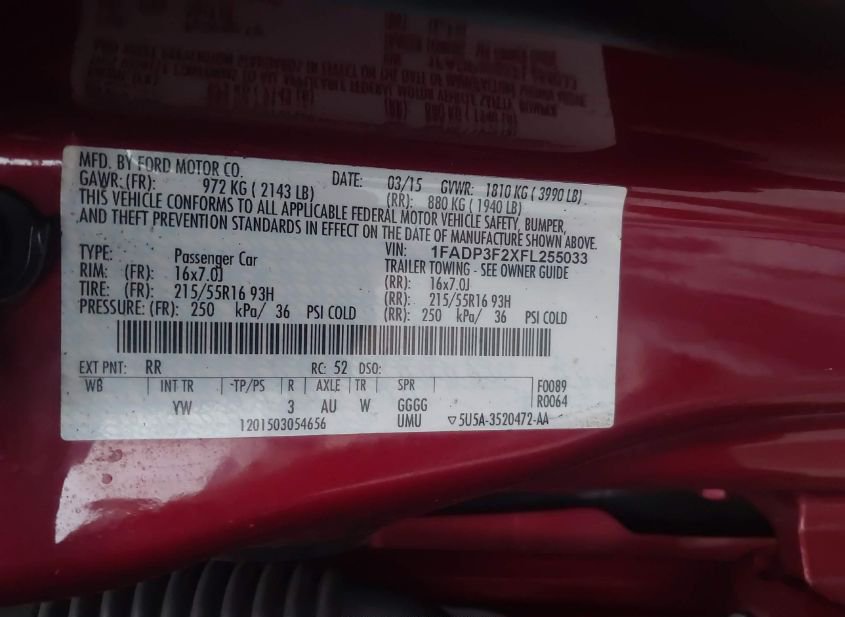 MFD. BY FORD MOTOR CO.
DATE: 03/15 GVWR: 1810 KG ( 3990 LB)
GAWR: (FR): 972 KG ( 2143 LB) (RR): 880 KG ( 1940 LB)
THIS VEHICLE CONFORMS TO ALL APPLICABLE FEDERAL MOTOR VEHICLE SAFETY, BUMPER,
AND THEFT PREVENTION STANDARDS IN EFFECT ON THE DATE OF MANUFACTURE SHOWN ABOVE.
VIN: 1FADP3F2XFL255033
TYPE: Passenger Car TRAILER TOWING - SEE OWNER GUIDE
RIM: (FR): 16x7.0J (RR): 16x7.0J
TIRE: (FR): 215/55R16 93H (RR): 215/55R16 93H
PRESSURE: (FR): 250 kPa/ 36 PSI COLD (RR): 250 kPa/ 36 PSI COLD
EXT PNT: RR RC: 52 DSO:
WB INT TR -TP/PS R AXLE TR SPR F0089
YW 3 AU W GGGG R0064
1201503054656 UMU ▽5U5A-3520472-AA